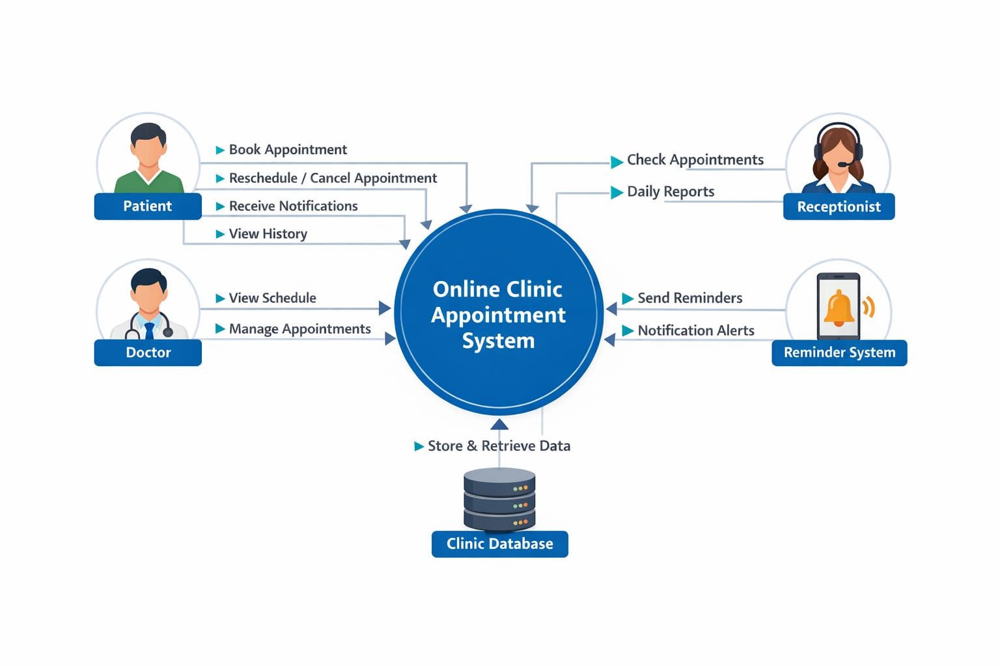 Book Appointment
Reschedule / Cancel Appointment
Receive Notifications
View History
Patient
View Schedule
Manage Appointments
Doctor
Online Clinic
Appointment
System
Check Appointments
Daily Reports
Receptionist
Send Reminders
Notification Alerts
Reminder System
Store & Retrieve Data
Clinic Database